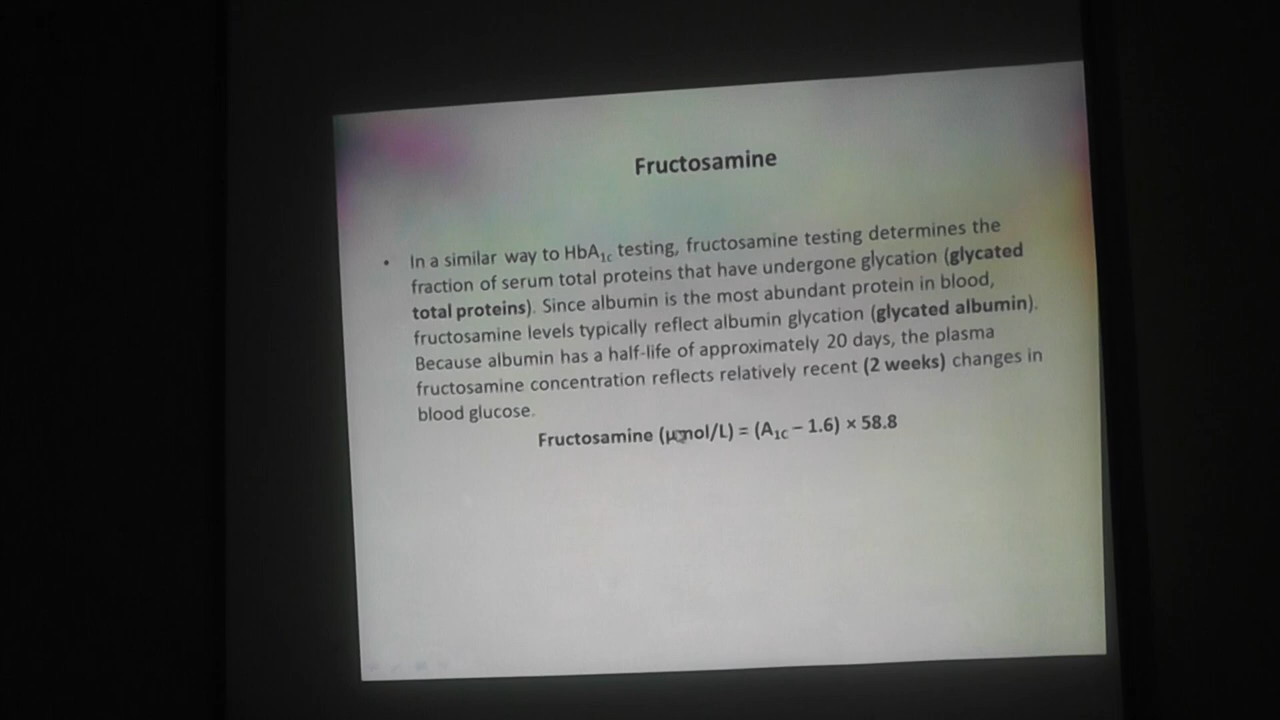 Fructosamine
• In a similar way to HbA1c testing, fructosamine testing determines the
fraction of serum total proteins that have undergone glycation (glycated
total proteins). Since albumin is the most abundant protein in blood,
fructosamine levels typically reflect albumin glycation (glycated albumin).
Because albumin has a half-life of approximately 20 days, the plasma
fructosamine concentration reflects relatively recent (2 weeks) changes in
blood glucose.
Fructosamine (μmol/L) = (A1C – 1.6) × 58.8